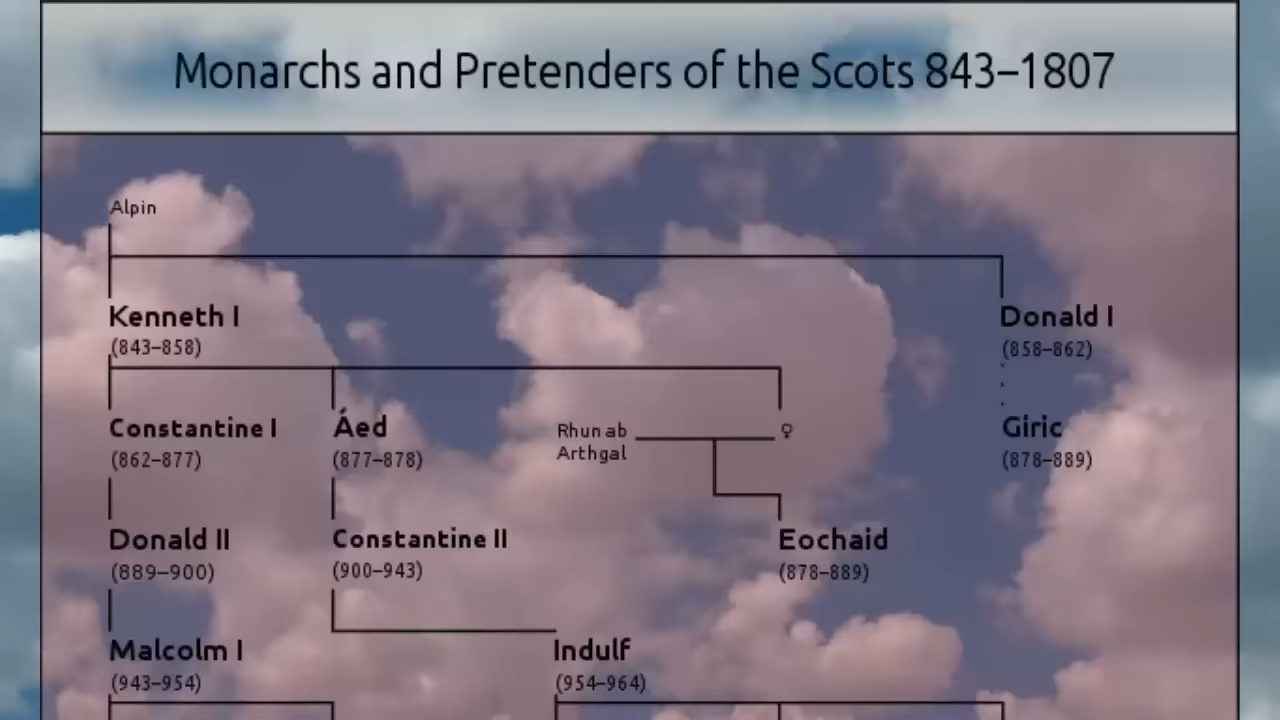 Monarchs and Pretenders of the Scots 843–1807
Alpin
Kenneth I
(843–858)
Donald I
(858–862)
Constantine I
(862–877)
Áed
(877–878)
Rhun ab
Arthgal
♀
Giric
(878–889)
Donald II
(889–900)
Constantine II
(900–943)
Eochaid
(878–889)
Malcolm I
(943–954)
Indulf
(954–964)